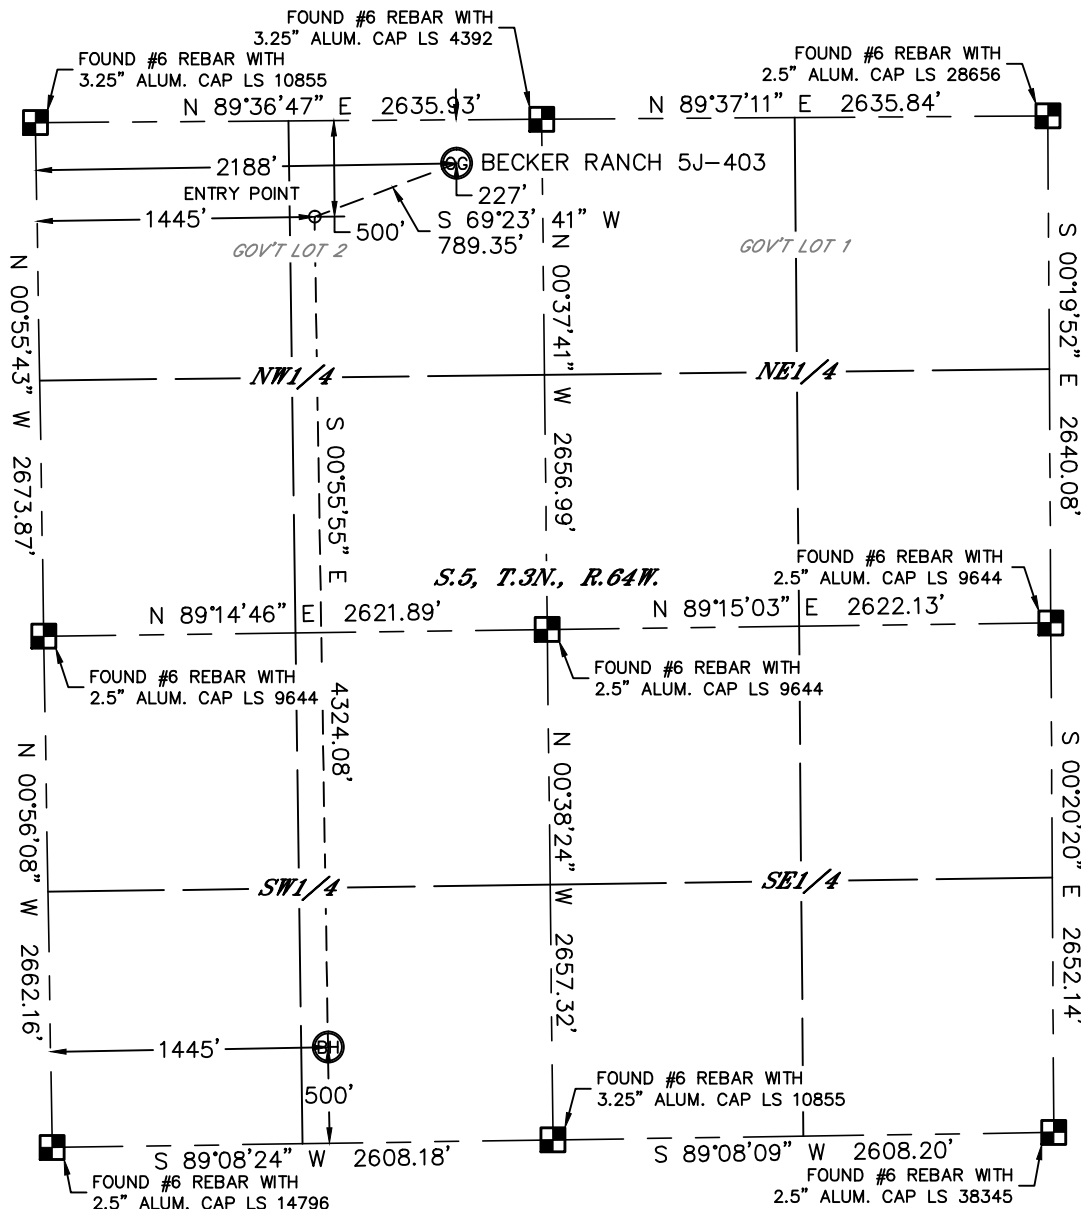 FOUND #6 REBAR WITH
3.25" ALUM. CAP LS 4392
FOUND #6 REBAR WITH
3.25" ALUM. CAP LS 10855
FOUND #6 REBAR WITH
2.5" ALUM. CAP LS 28656
N 89°36'47" E 2635.93'
N 89°37'11" E 2635.84'
2188'
OG BECKER RANCH 5J-403
ENTRY POINT
227'
1445'
500'
S 69°23' 41" W
789.35'
GOV'T LOT 2
GOV'T LOT 1
N 00°55'43" W 2673.87'
N 00°37'41" W 2656.99'
S 00°19'52" E 2640.08'
NW1/4
NE1/4
S 00°55'55" E 4324.08'
S.5, T.3N., R.64W.
FOUND #6 REBAR WITH
2.5" ALUM. CAP LS 9644
N 89°14'46" E 2621.89'
N 89°15'03" E 2622.13'
FOUND #6 REBAR WITH
2.5" ALUM. CAP LS 9644
FOUND #6 REBAR WITH
2.5" ALUM. CAP LS 9644
N 00°56'08" W 2662.16'
N 00°38'24" W 2657.32'
S 00°20'20" E 2652.14'
SW1/4
SE1/4
1445'
BH
500'
FOUND #6 REBAR WITH
3.25" ALUM. CAP LS 10855
S 89°08'24" W 2608.18'
S 89°08'09" W 2608.20'
FOUND #6 REBAR WITH
2.5" ALUM. CAP LS 14796
FOUND #6 REBAR WITH
2.5" ALUM. CAP LS 38345